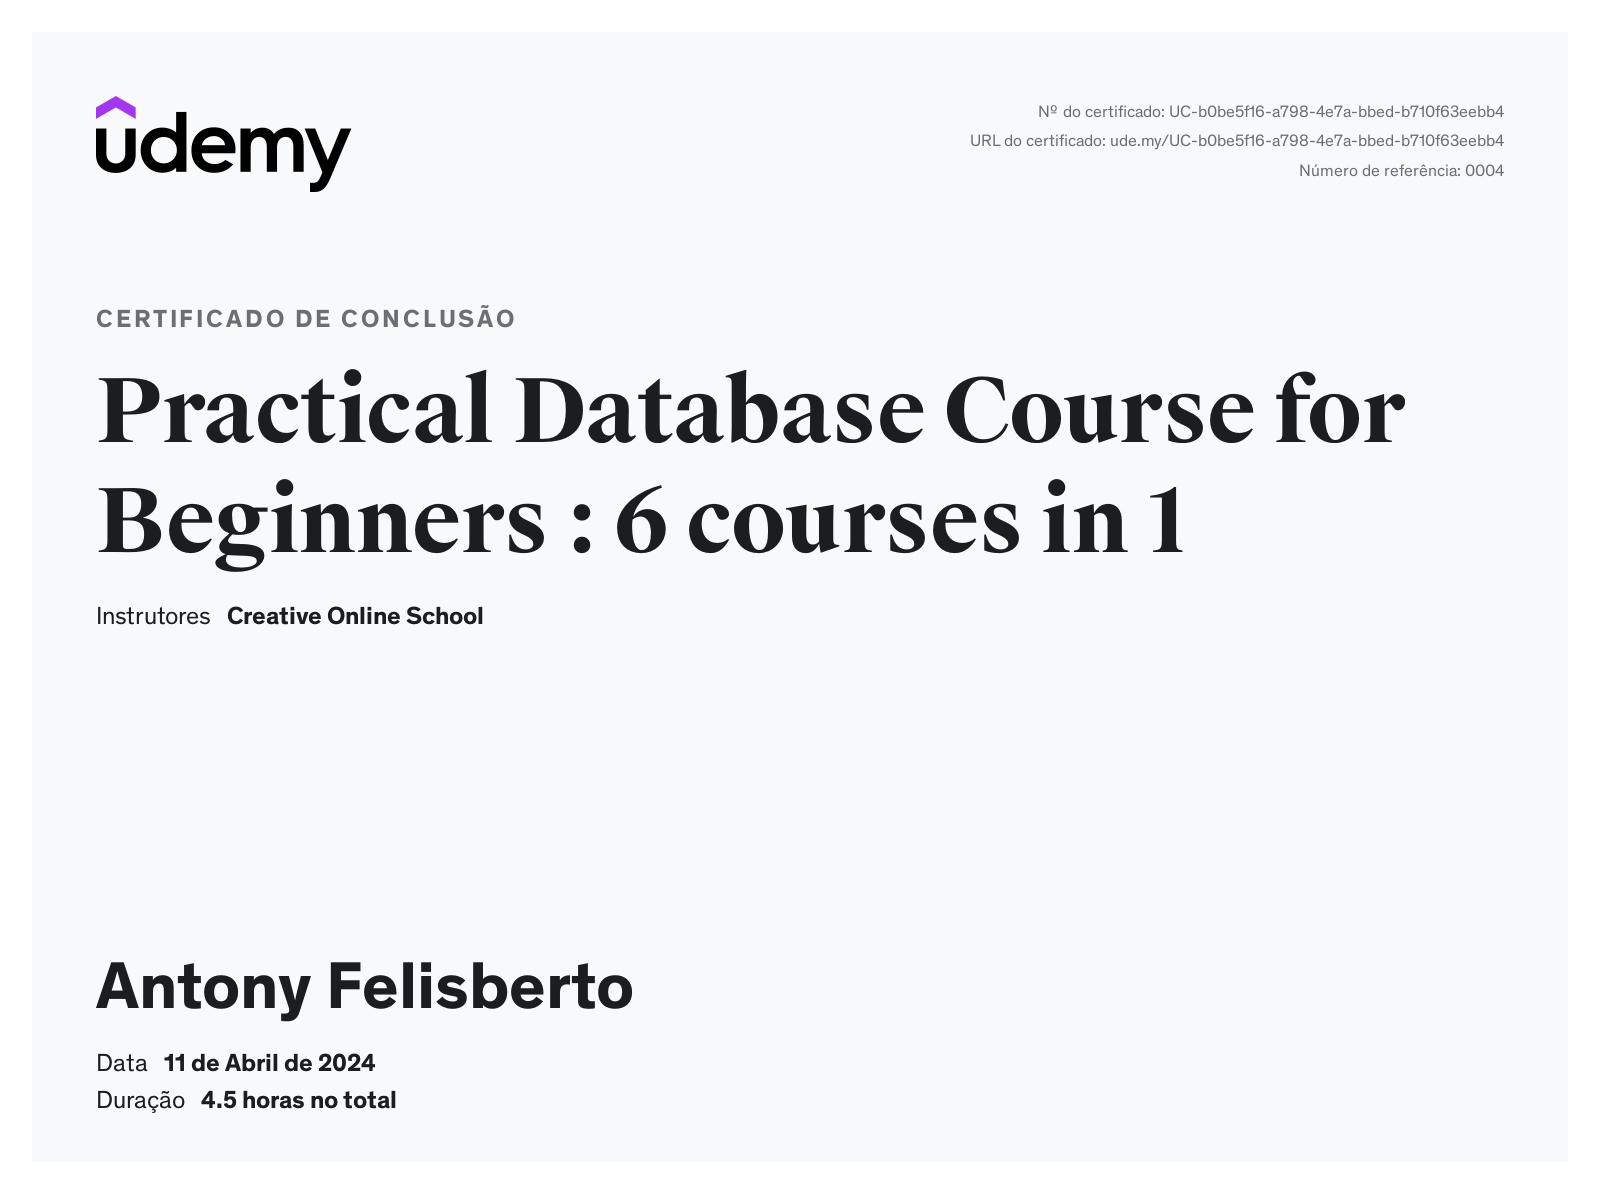 udemy
Nº do certificado: UC-b0be5f16-a798-4e7a-bbed-b710f63eebb4
URL do certificado: ude.my/UC-b0be5f16-a798-4e7a-bbed-b710f63eebb4
Número de referência: 0004
CERTIFICADO DE CONCLUSÃO
Practical Database Course for
Beginners : 6 courses in 1
Instrutores Creative Online School
Antony Felisberto
Data 11 de Abril de 2024
Duração 4.5 horas no total